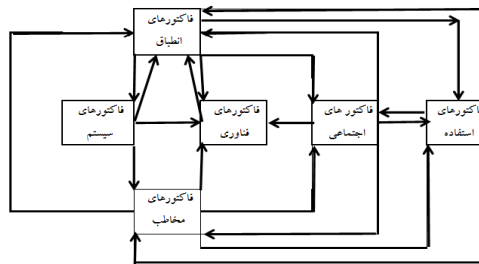 فاکتورهای
انطباق
فاکتورهای
سیستم
فاکتورهای
فناوری
فاکتور های
اجتماعی
فاکتورهای
استفاده
فاکتورهای
مخاطب